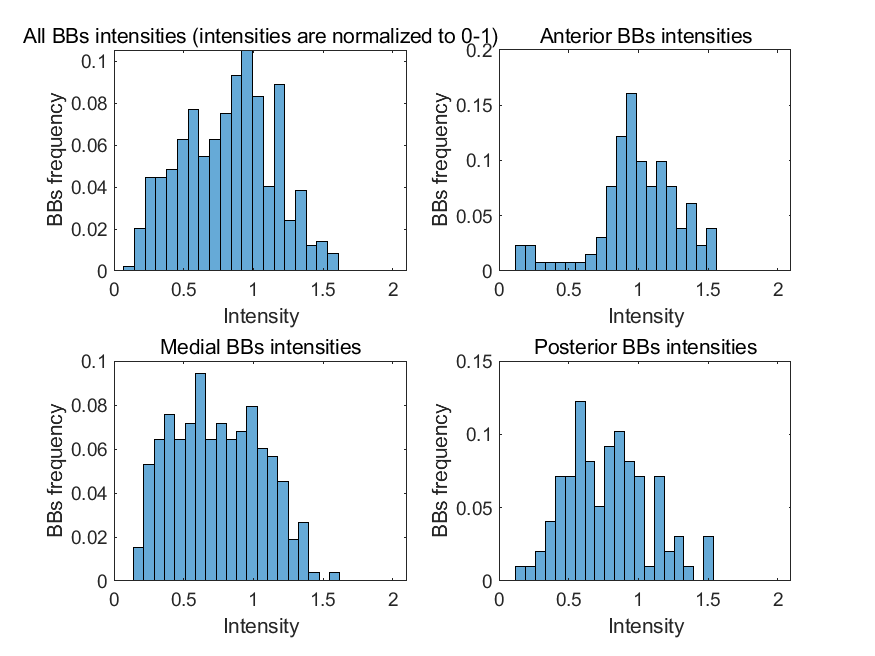 All BBs intensities (intensities are normalized to 0-1)
0.1
0.08
0.06
0.04
0.02
0
BBs frequency
0 0.5 1 1.5 2
Intensity
Anterior BBs intensities
0.2
0.15
0.1
0.05
0
BBs frequency
0 0.5 1 1.5 2
Intensity
Medial BBs intensities
0.1
0.08
0.06
0.04
0.02
0
BBs frequency
0 0.5 1 1.5 2
Intensity
Posterior BBs intensities
0.15
0.1
0.05
0
BBs frequency
0 0.5 1 1.5 2
Intensity